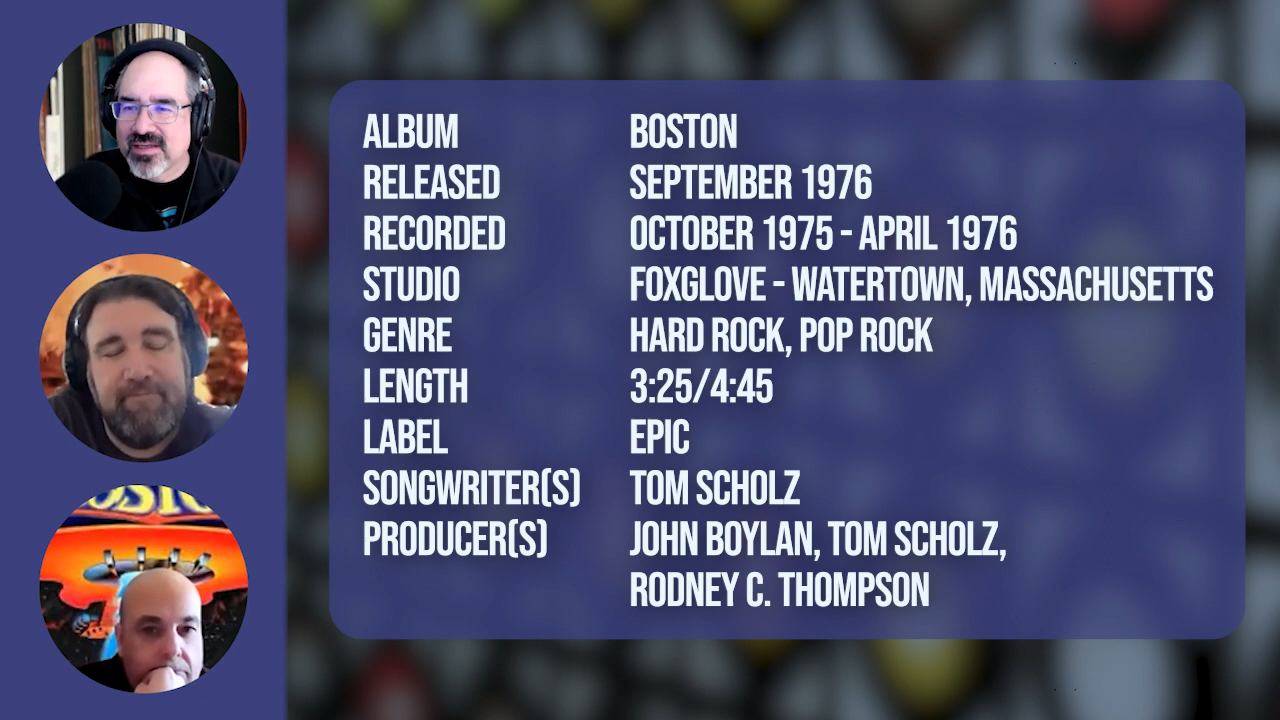 ALBUM BOSTON
RELEASED SEPTEMBER 1976
RECORDED OCTOBER 1975 - APRIL 1976
STUDIO FOXGLOVE - WATERTOWN, MASSACHUSETTS
GENRE HARD ROCK, POP ROCK
LENGTH 3:25/4:45
LABEL EPIC
SONGWRITER(S) TOM SCHOLZ
PRODUCER(S) JOHN BOYLAN, TOM SCHOLZ,
RODNEY C. THOMPSON